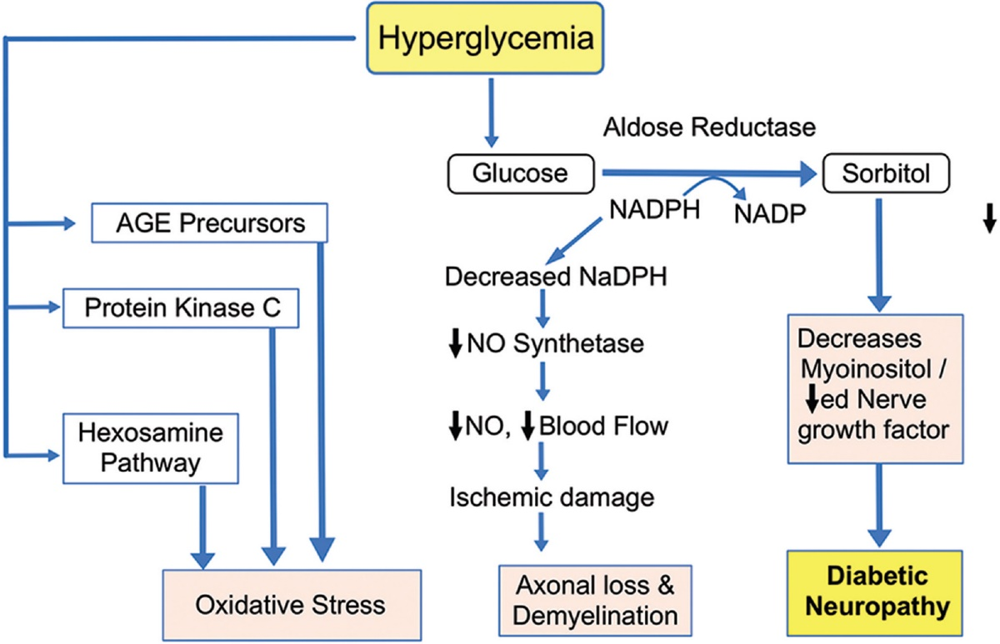 Hyperglycemia
Aldose Reductase
Glucose
Sorbitol
NADPH
NADP
AGE Precursors
Decreased NaDPH
Protein Kinase C
↓NO Synthetase
Decreases
Myoinositol /
↓ed Nerve
growth factor
Hexosamine
Pathway
↓NO, ↓Blood Flow
Ischemic damage
Oxidative Stress
Axonal loss &
Demyelination
Diabetic
Neuropathy